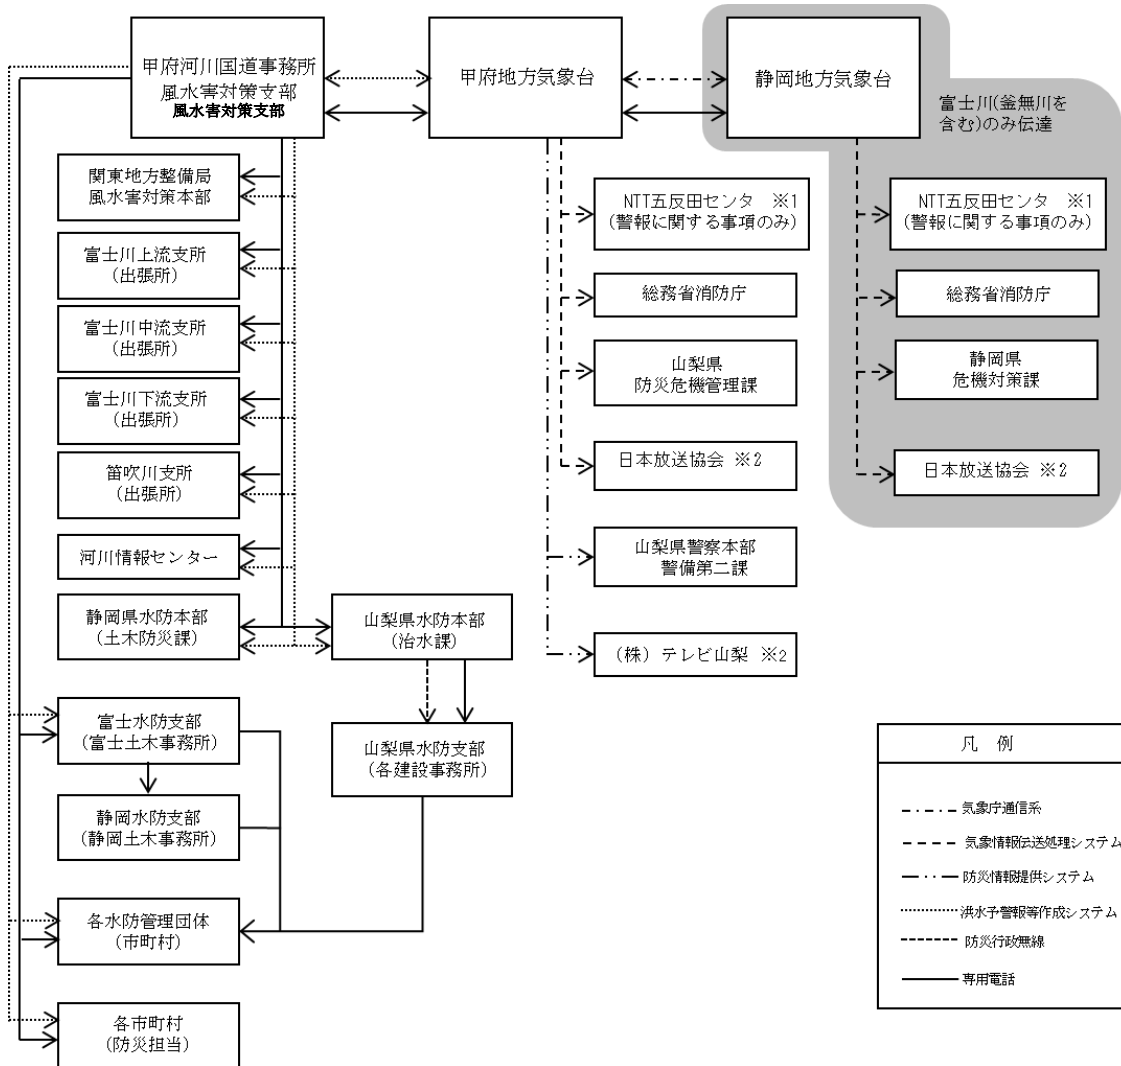 甲府河川国道事務所
風水害対策支部
風水害対策支部
甲府地方気象台
静岡地方気象台
富士川(釜無川を
含む)のみ伝達
関東地方整備局
風水害対策本部
富士川上流支所
(出張所)
富士川中流支所
(出張所)
富士川下流支所
(出張所)
笛吹川支所
(出張所)
河川情報センター
静岡県水防本部
(土木防災課)
山梨県水防本部
(治水課)
富士水防支部
(富士土木事務所)
静岡水防支部
(静岡土木事務所)
山梨県水防支部
(各建設事務所)
各水防管理団体
(市町村)
各市町村
(防災担当)
NTT五反田センタ ※1
(警報に関する事項のみ)
総務省消防庁
山梨県
防災危機管理課
日本放送協会 ※2
山梨県警察本部
警備第二課
(株) テレビ山梨 ※2
NTT五反田センタ ※1
(警報に関する事項のみ)
総務省消防庁
静岡県
危機対策課
日本放送協会 ※2
凡 例
気象庁通信系
気象情報伝送処理システム
防災情報提供システム
洪水予警報等作成システム
防災行政無線
専用電話